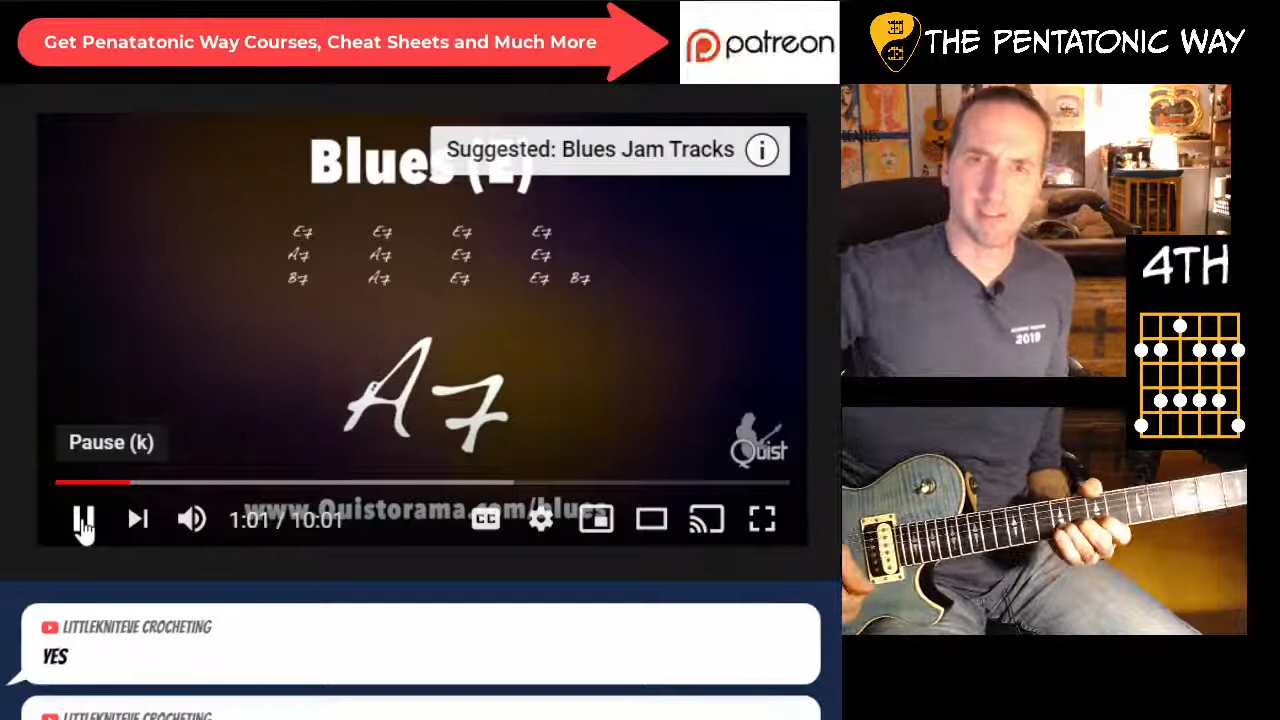 Get Penatatonic Way Courses, Cheat Sheets and Much More
patreon
THE PENTATONIC WAY
Blues (E)
Suggested: Blues Jam Tracks
E7 E7 E7 E7
A7 A7 E7 E7
B7 A7 E7 E7 B7
A7
Quist
Pause (k)
www.Quistorama.com/blues
1:01 / 10:01
CC
4TH
2019
LITTLEKNITEVE CROCHETING
YES
LITTLEKNITEVE CROCHETING